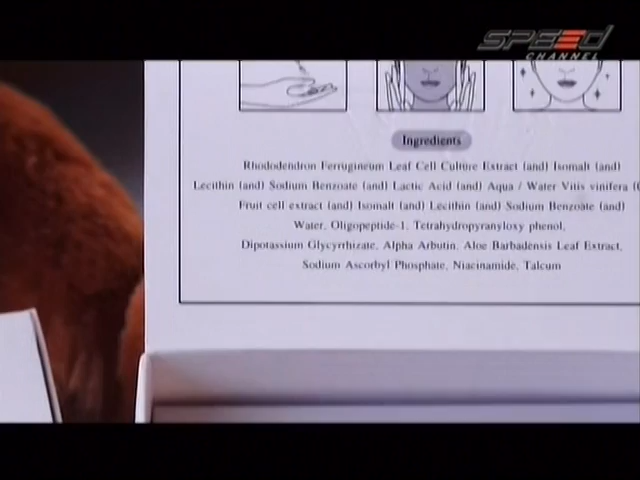 SPEED
CHANNEL
Ingredients
Rhododendron Ferrugineum Leaf Cell Culture Extract (and) Isomalt (and)
Lecithin (and) Sodium Benzoate (and) Lactic Acid (and) Aqua / Water Vitis vinifera
Fruit cell extract (and) Isomalt (and) Lecithin (and) Sodium Benzoate (and)
Water, Oligopeptide-1, Tetrahydropyranyloxy phenol,
Dipotassium Glycyrrhizate, Alpha Arbutin, Aloe Barbadensis Leaf Extract,
Sodium Ascorbyl Phosphate, Niacinamide, Talcum